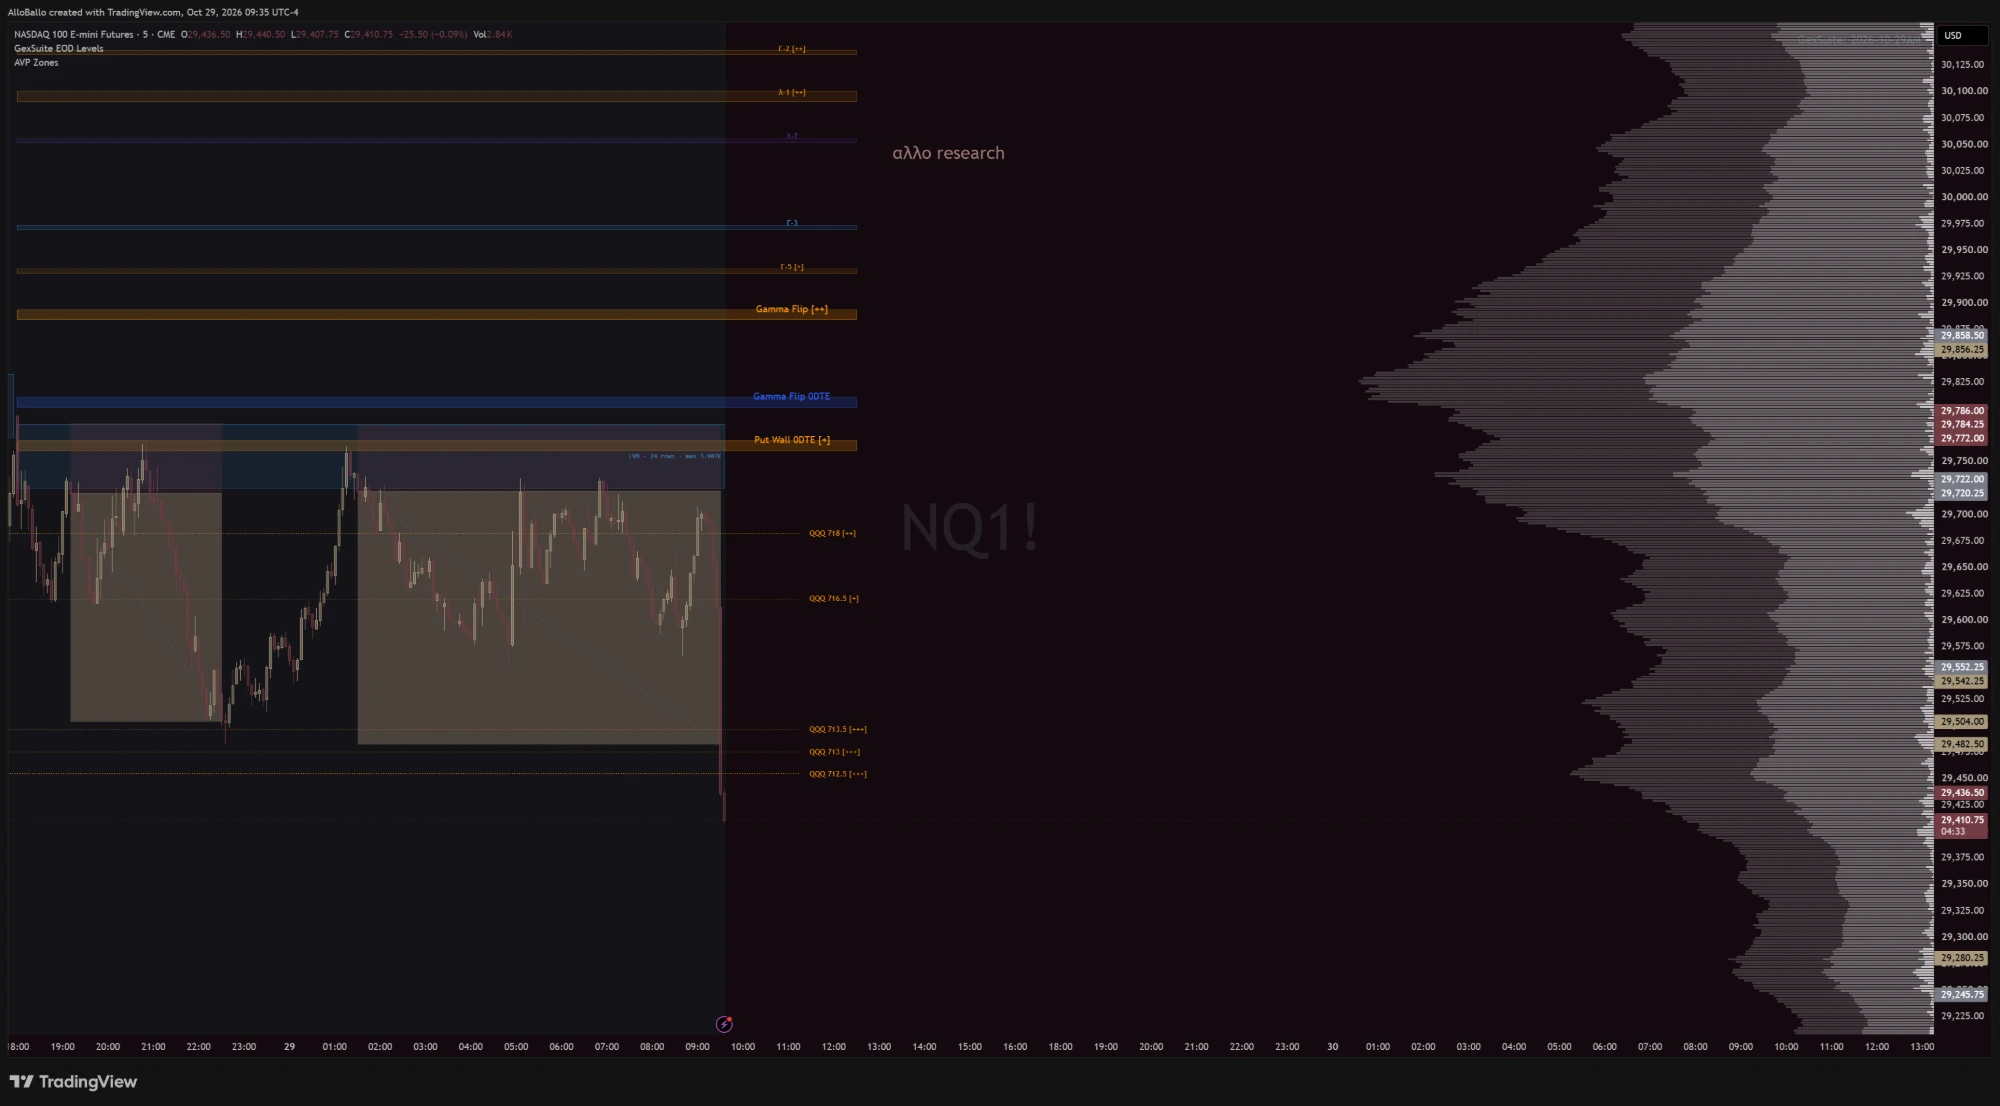 AlloBallo created with TradingView.com, Oct 29, 2026 09:35 UTC-4
NASDAQ 100 E-mini Futures · 5 · CME O29,436.50 H29,440.50 L29,407.75 C29,410.75 −25.50 (−0.09%) Vol2.84K
GexSuite EOD Levels
AVP Zones
GexSuite: 2026-10-29AM
USD
Γ-2 [++]
λ-1 [++]
λ-2
Γ-3
Γ-5 [+]
Gamma Flip [++]
Gamma Flip 0DTE
Put Wall 0DTE [+]
QQQ 718 [++]
QQQ 716.5 [+]
QQQ 713.5 [+++]
QQQ 713 [+++]
QQQ 712.5 [+++]
αλλο research
NQ1!
30,125.00
30,100.00
30,075.00
30,050.00
30,025.00
30,000.00
29,975.00
29,950.00
29,925.00
29,900.00
29,858.50
29,856.25
29,825.00
29,786.00
29,784.25
29,772.00
29,750.00
29,722.00
29,720.25
29,700.00
29,675.00
29,650.00
29,625.00
29,600.00
29,575.00
29,552.25
29,542.25
29,525.00
29,504.00
29,482.50
29,450.00
29,436.50
29,425.00
29,410.75
04:33
29,375.00
29,350.00
29,325.00
29,300.00
29,280.25
29,245.75
29,225.00
18:00 19:00 20:00 21:00 22:00 23:00 29 01:00 02:00 03:00 04:00 05:00 06:00 07:00 08:00 09:00 10:00 11:00 12:00 13:00 14:00 15:00 16:00 18:00 19:00 20:00 21:00 22:00 23:00 30 01:00 02:00 03:00 04:00 05:00 06:00 07:00 08:00 09:00 10:00 11:00 12:00 13:00
TradingView